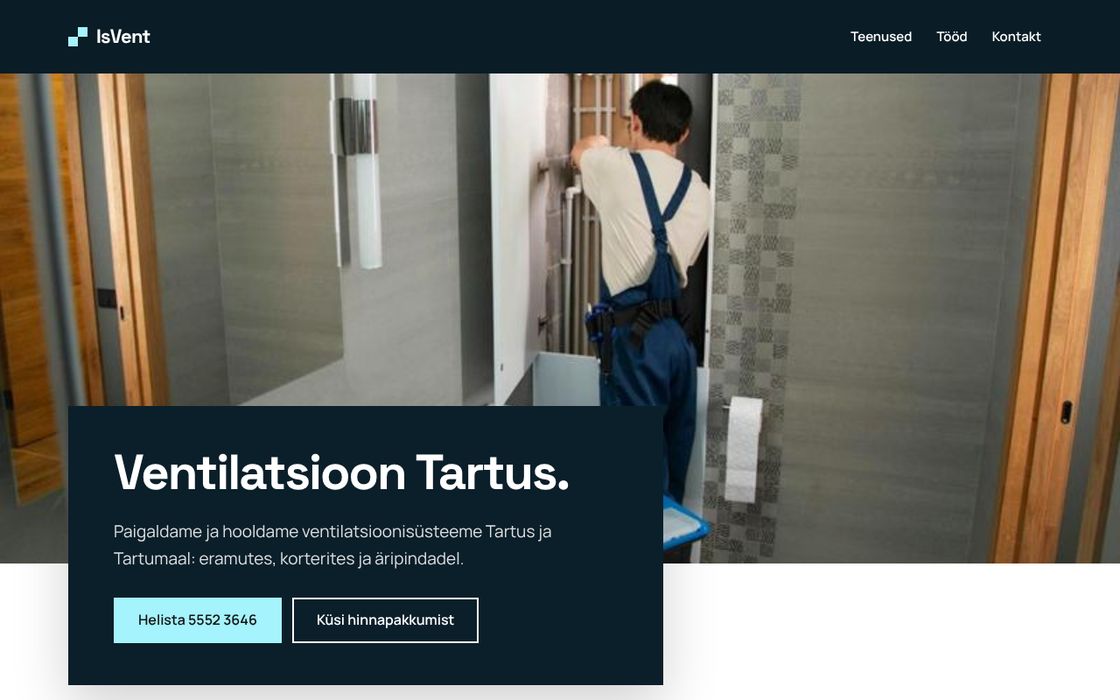 IsVent
Teenused
Tööd
Kontakt
Ventilatsioon Tartus.
Paigaldame ja hooldame ventilatsioonisüsteeme Tartus ja
Tartumaal: eramutes, korterites ja äripindadel.
Helista 5552 3646
Küsi hinnapakkumist